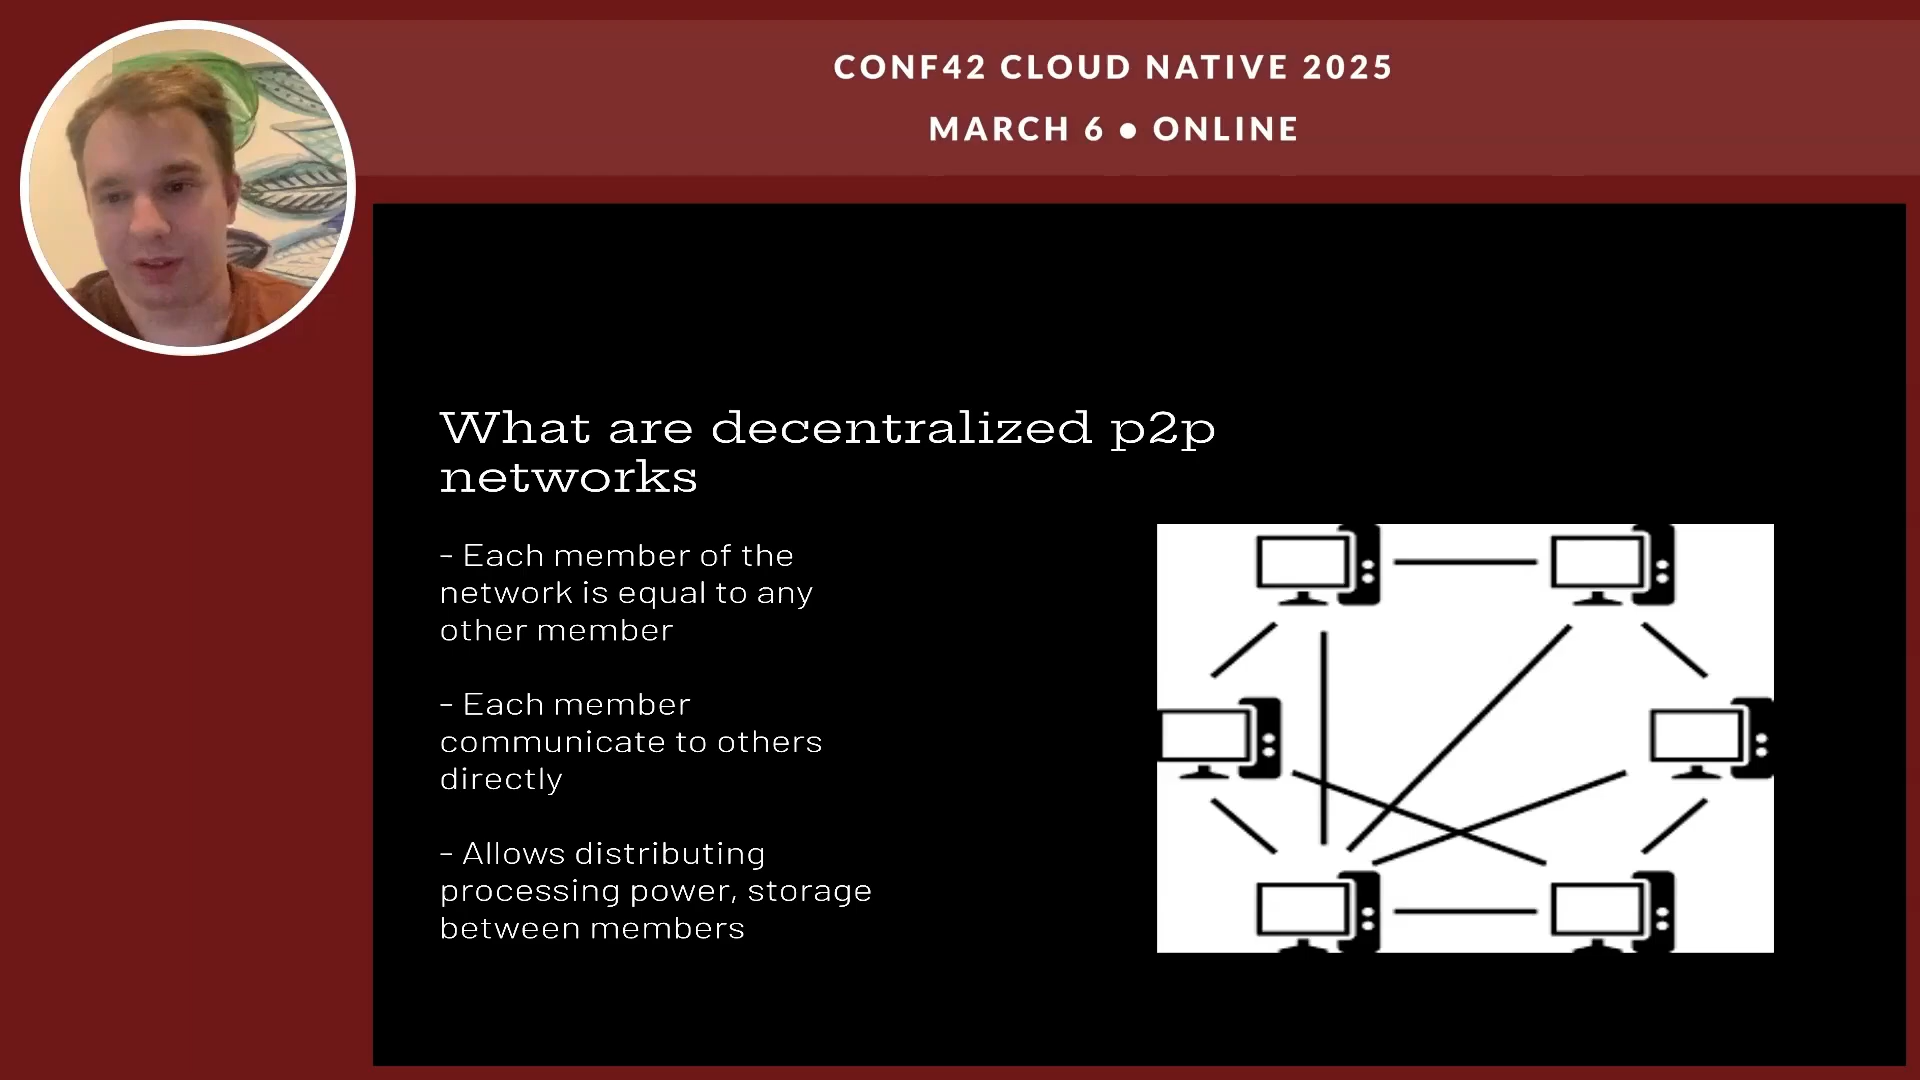 CONF42 CLOUD NATIVE 2025
MARCH 6 ● ONLINE
What are decentralized p2p
networks
- Each member of the
network is equal to any
other member
- Each member
communicate to others
directly
- Allows distributing
processing power, storage
between members